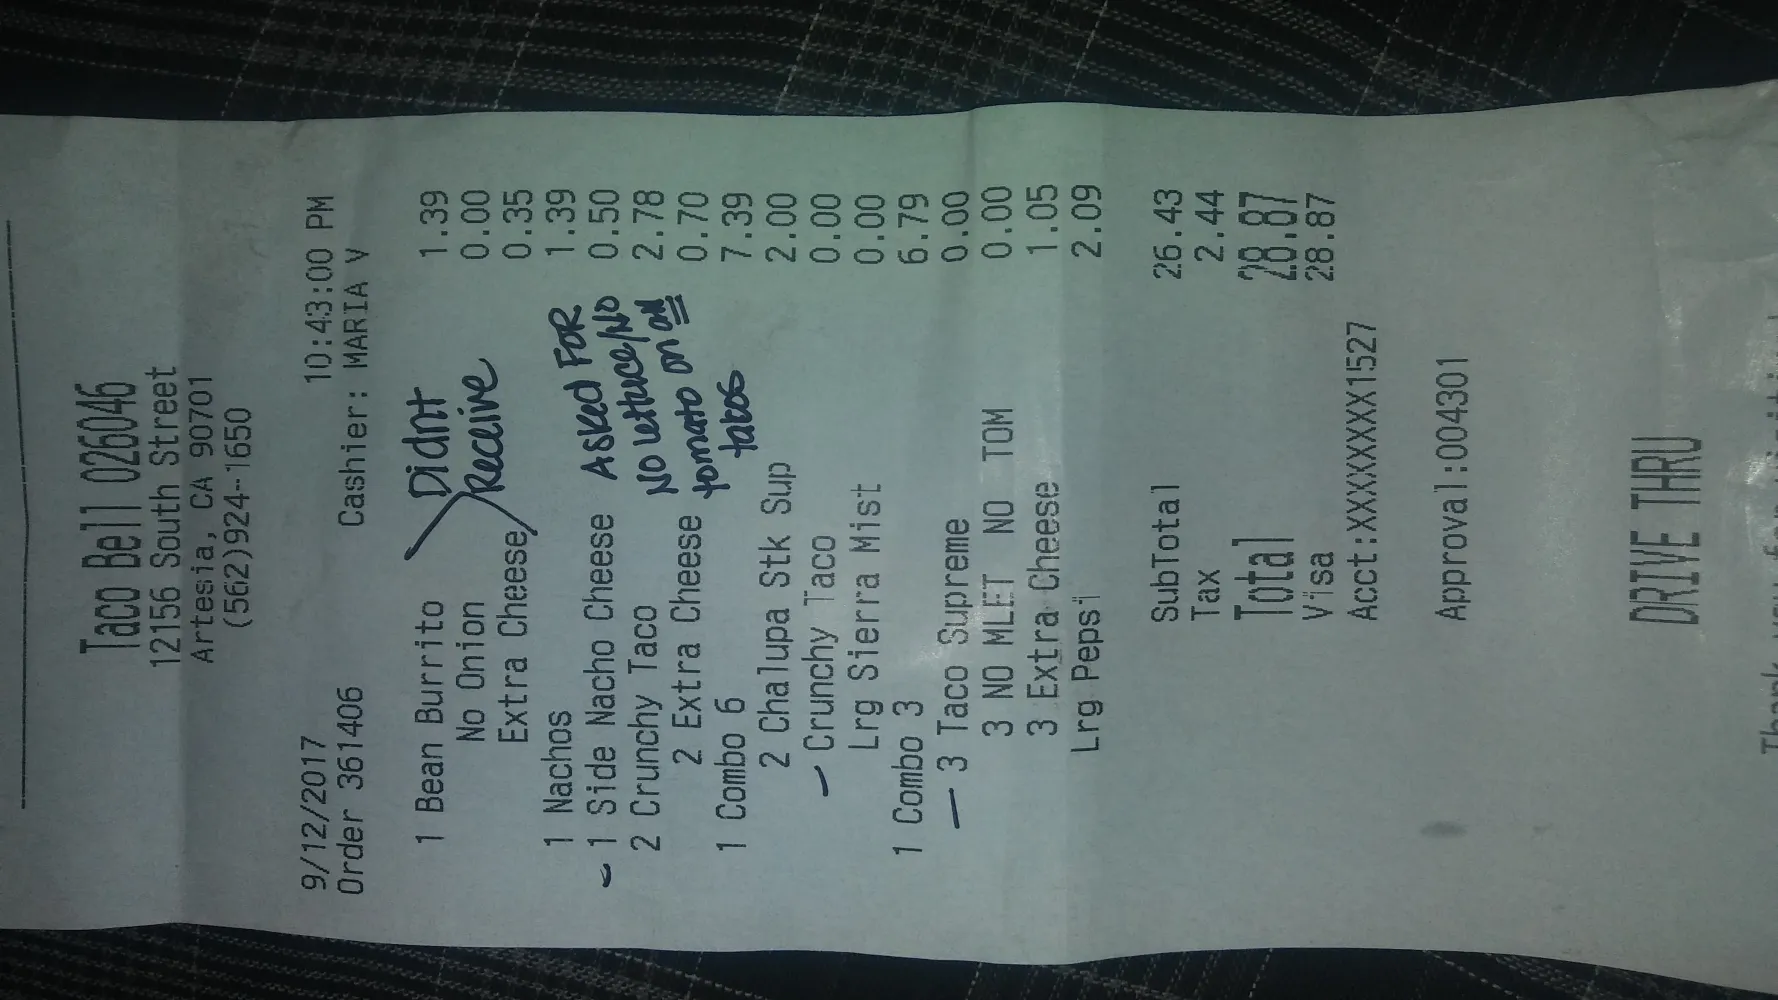 Taco Bell 026046
12156 South Street
Artesia, CA 90701
(562)924-1650
9/12/2017 10:43:00 PM
Order 361406 Cashier: MARIA V
1 Bean Burrito 1.39
No Onion 0.00
Extra Cheese 0.35
Didnt
Receive
1 Nachos 1.39
1 Side Nacho Cheese 0.50
2 Crunchy Taco 2.78
2 Extra Cheese 0.70
Asked FOR
No lettuce/No
tomato on all
tacos
1 Combo 6 7.39
2 Chalupa Stk Sup 2.00
Crunchy Taco 0.00
Lrg Sierra Mist 0.00
1 Combo 3 6.79
3 Taco Supreme 0.00
3 NO MLET NO TOM 0.00
3 Extra Cheese 1.05
Lrg Pepsi 2.09
SubTotal 26.43
Tax 2.44
Total 28.87
Visa 28.87
Acct:XXXXXXXX1527
Approval:004301
DRIVE THRU
Thank you for